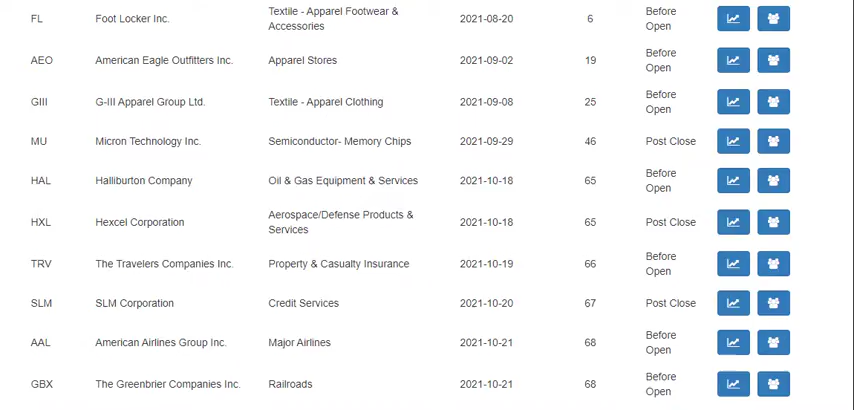 FL Foot Locker Inc. Textile - Apparel Footwear & Accessories 2021-08-20 6 Before Open
AEO American Eagle Outfitters Inc. Apparel Stores 2021-09-02 19 Before Open
GIII G-III Apparel Group Ltd. Textile - Apparel Clothing 2021-09-08 25 Before Open
MU Micron Technology Inc. Semiconductor- Memory Chips 2021-09-29 46 Post Close
HAL Halliburton Company Oil & Gas Equipment & Services 2021-10-18 65 Before Open
HXL Hexcel Corporation Aerospace/Defense Products & Services 2021-10-18 65 Post Close
TRV The Travelers Companies Inc. Property & Casualty Insurance 2021-10-19 66 Before Open
SLM SLM Corporation Credit Services 2021-10-20 67 Post Close
AAL American Airlines Group Inc. Major Airlines 2021-10-21 68 Before Open
GBX The Greenbrier Companies Inc. Railroads 2021-10-21 68 Before Open